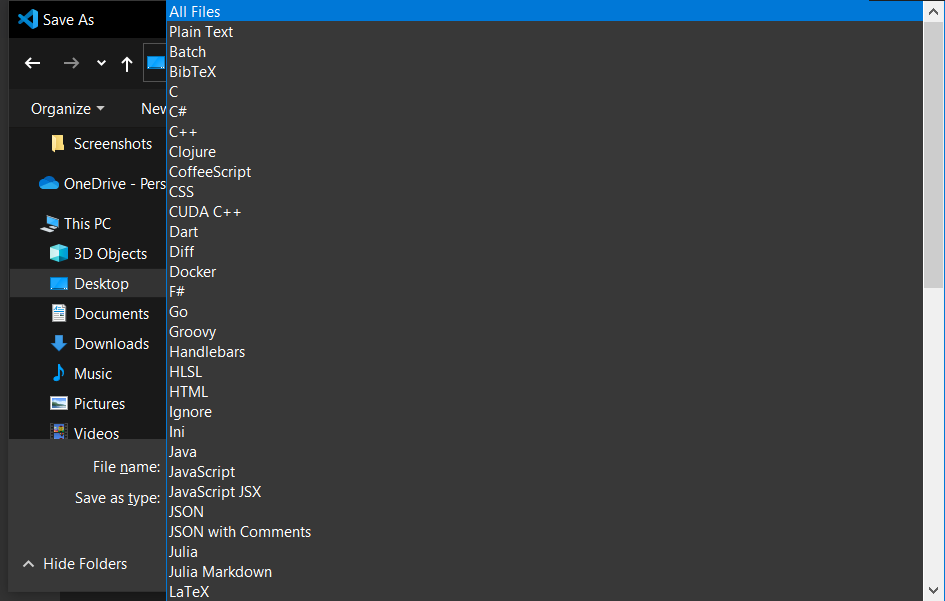 Save As
Organize
New
Screenshots
OneDrive - Pers
This PC
3D Objects
Desktop
Documents
Downloads
Music
Pictures
Videos
File name:
Save as type:
Hide Folders
All Files
Plain Text
Batch
BibTeX
C
C#
C++
Clojure
CoffeeScript
CSS
CUDA C++
Dart
Diff
Docker
F#
Go
Groovy
Handlebars
HLSL
HTML
Ignore
Ini
Java
JavaScript
JavaScript JSX
JSON
JSON with Comments
Julia
Julia Markdown
LaTeX